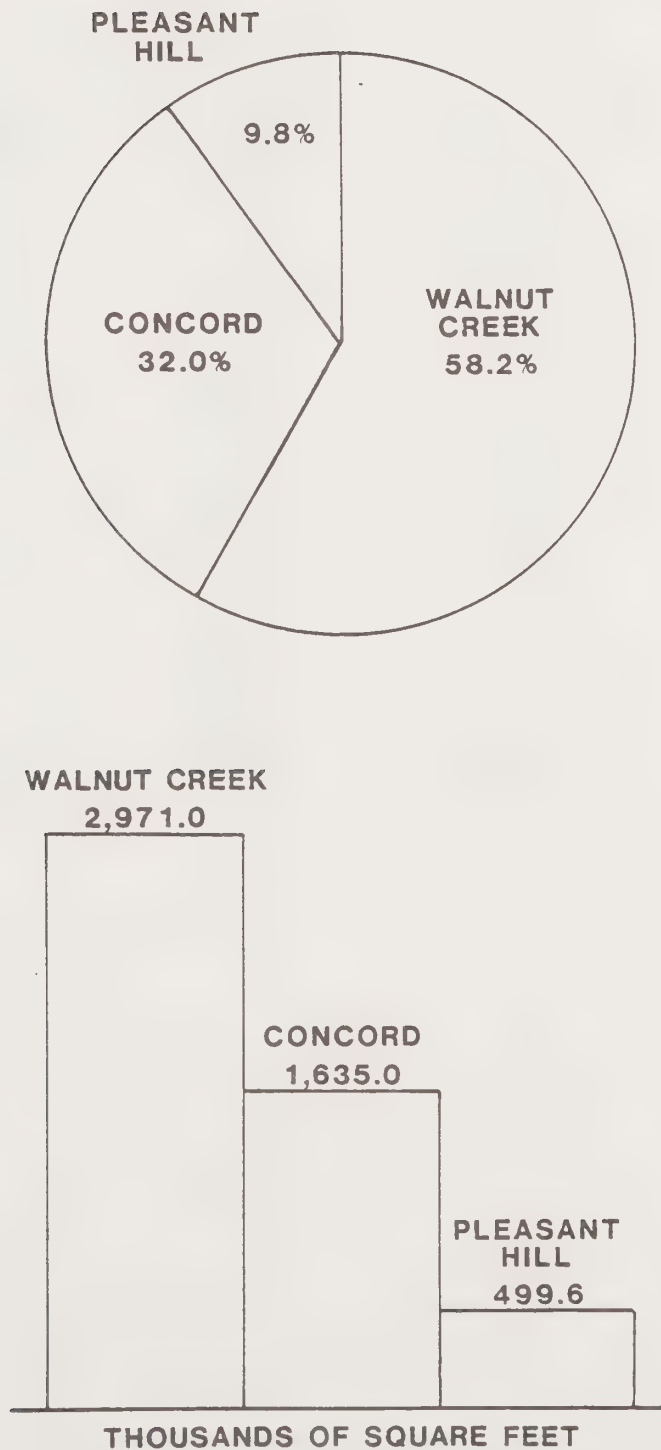 PLEASANT
HILL
9.8%
CONCORD
32.0%
WALNUT
CREEK
58.2%
WALNUT CREEK
2,971.0
CONCORD
1,635.0
PLEASANT
HILL
499.6
THOUSANDS OF SQUARE FEET